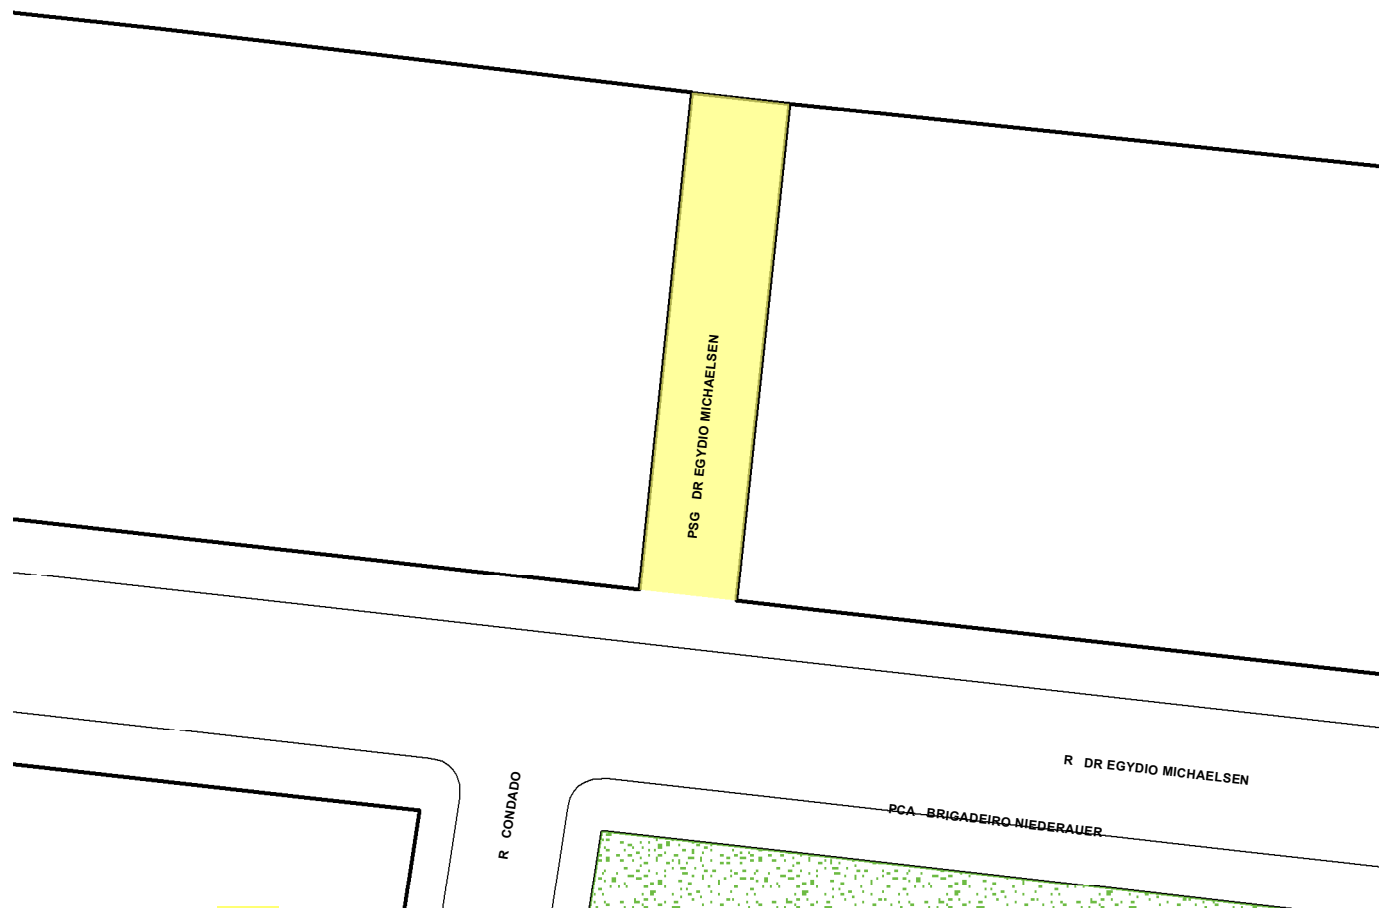 PSG DR EGYDIO MICHAELSEN
R DR EGYDIO MICHAELSEN
R CONDADO
PCA BRIGADEIRO NIEDERAUER